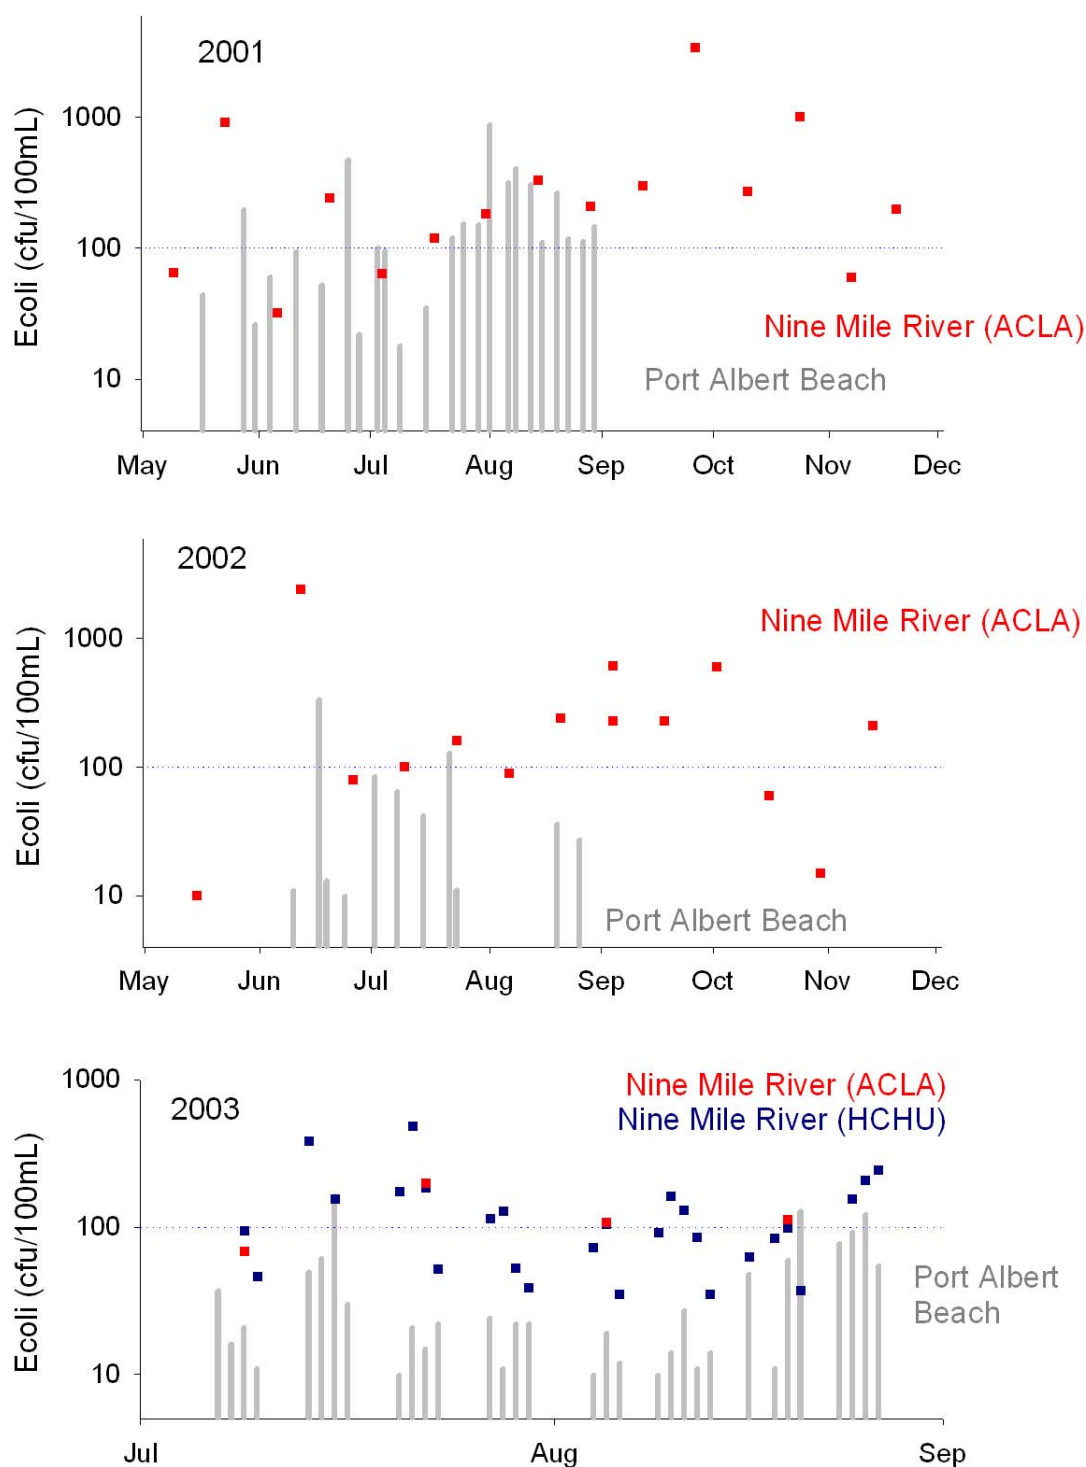 2001
Ecoli (cfu/100mL)
1000
100
10
Nine Mile River (ACLA)
Port Albert Beach
May Jun Jul Aug Sep Oct Nov Dec
2002
Ecoli (cfu/100mL)
1000
100
10
Nine Mile River (ACLA)
Port Albert Beach
May Jun Jul Aug Sep Oct Nov Dec
2003
Ecoli (cfu/100mL)
1000
100
10
Nine Mile River (ACLA)
Nine Mile River (HCHU)
Port Albert
Beach
Jul Aug Sep